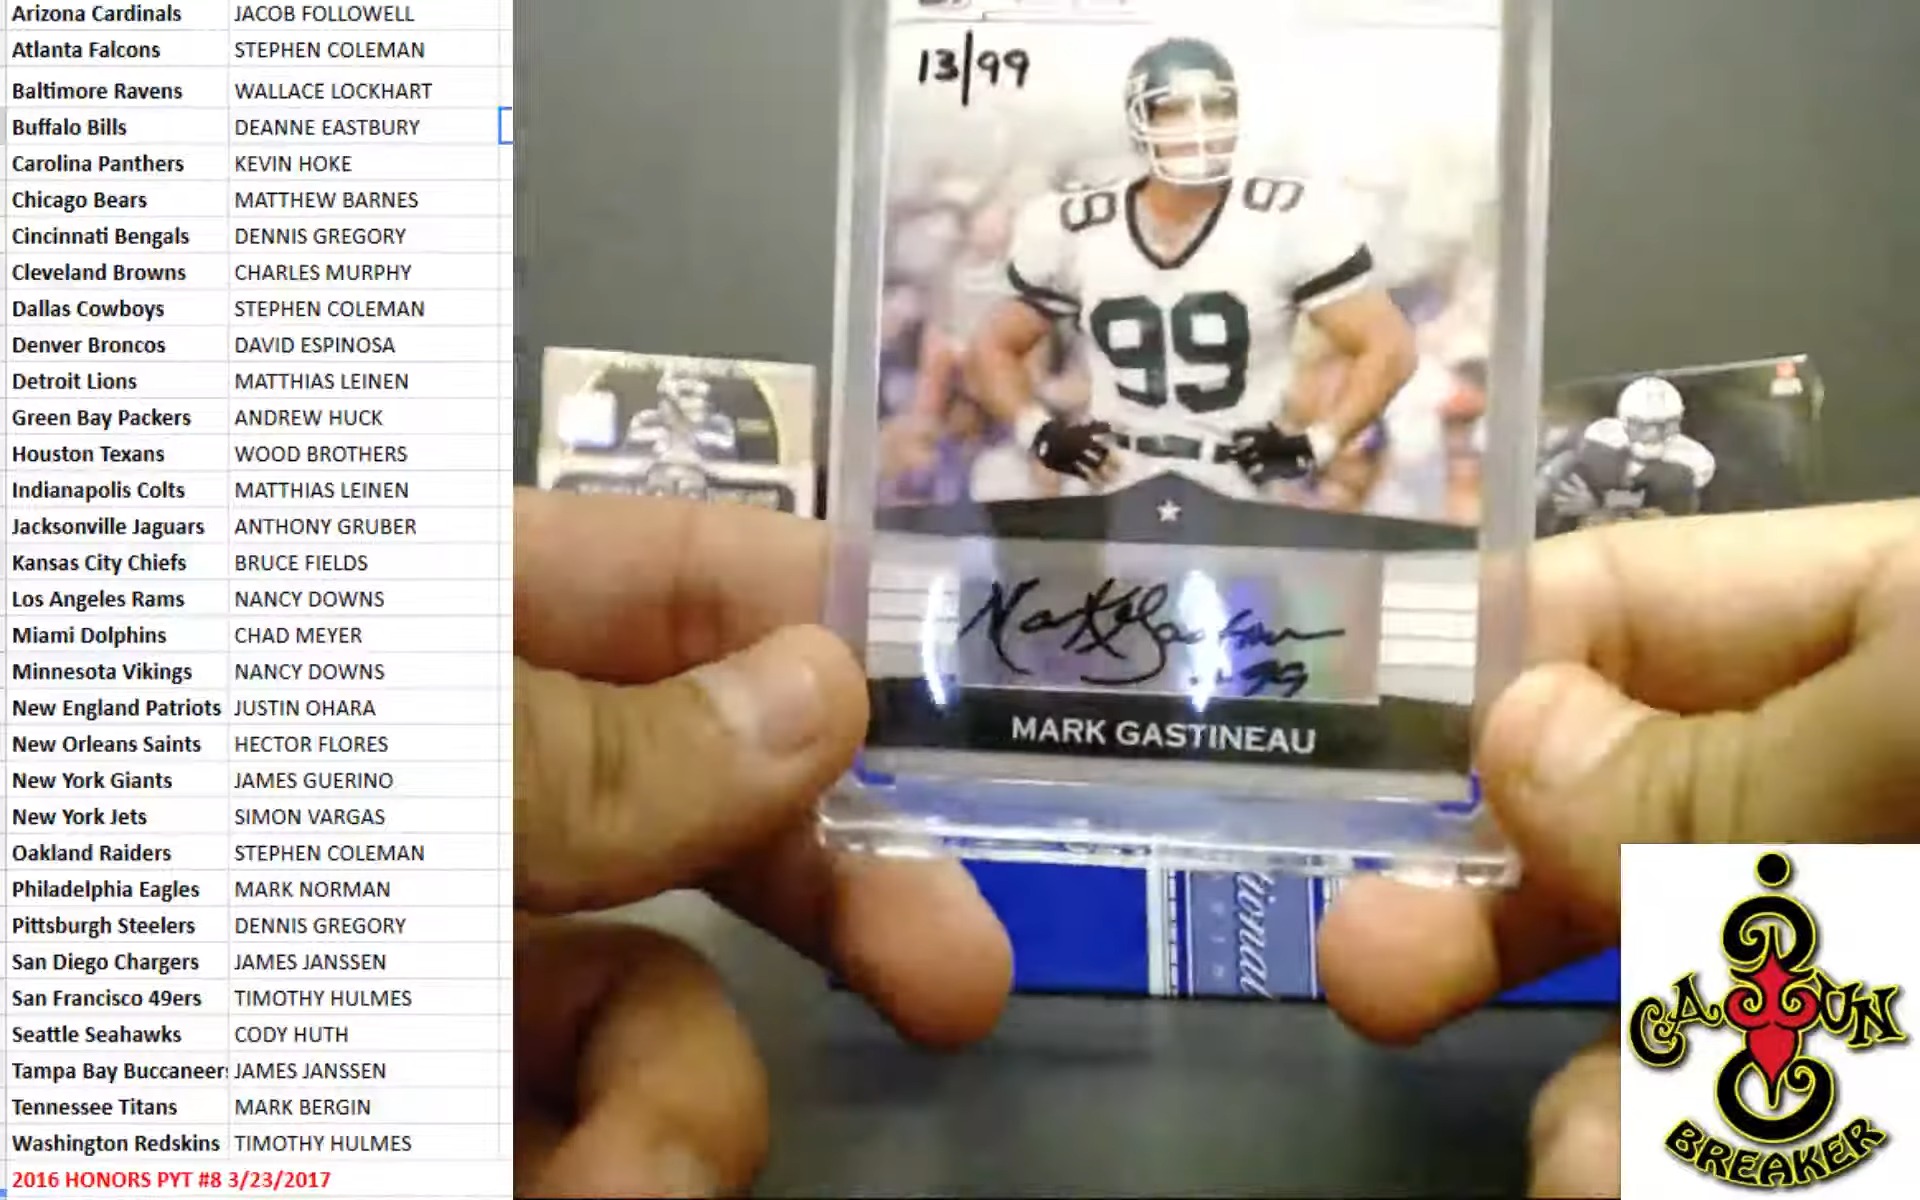 Arizona Cardinals JACOB FOLLOWELL
Atlanta Falcons STEPHEN COLEMAN
Baltimore Ravens WALLACE LOCKHART
Buffalo Bills DEANNE EASTBURY
Carolina Panthers KEVIN HOKE
Chicago Bears MATTHEW BARNES
Cincinnati Bengals DENNIS GREGORY
Cleveland Browns CHARLES MURPHY
Dallas Cowboys STEPHEN COLEMAN
Denver Broncos DAVID ESPINOSA
Detroit Lions MATTHIAS LEINEN
Green Bay Packers ANDREW HUCK
Houston Texans WOOD BROTHERS
Indianapolis Colts MATTHIAS LEINEN
Jacksonville Jaguars ANTHONY GRUBER
Kansas City Chiefs BRUCE FIELDS
Los Angeles Rams NANCY DOWNS
Miami Dolphins CHAD MEYER
Minnesota Vikings NANCY DOWNS
New England Patriots JUSTIN OHARA
New Orleans Saints HECTOR FLORES
New York Giants JAMES GUERINO
New York Jets SIMON VARGAS
Oakland Raiders STEPHEN COLEMAN
Philadelphia Eagles MARK NORMAN
Pittsburgh Steelers DENNIS GREGORY
San Diego Chargers JAMES JANSSEN
San Francisco 49ers TIMOTHY HULMES
Seattle Seahawks CODY HUTH
Tampa Bay Buccaneers JAMES JANSSEN
Tennessee Titans MARK BERGIN
Washington Redskins TIMOTHY HULMES
2016 HONORS PYT #8 3/23/2017
13/99
99
99
Mark Gastineau
99
MARK GASTINEAU
CAJUN
BREAKER